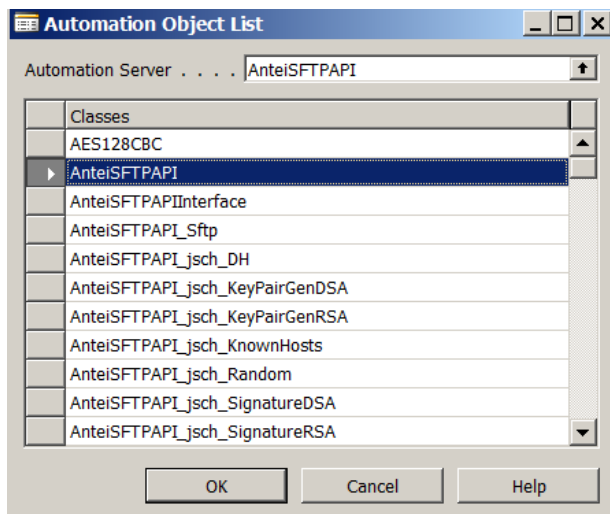 Automation Object List
Automation Server . . . . AnteiSFTPAPI
Classes
AES128CBC
AnteiSFTPAPI
AnteiSFTPAPIInterface
AnteiSFTPAPI_Sftp
AnteiSFTPAPI_jsch_DH
AnteiSFTPAPI_jsch_KeyPairGenDSA
AnteiSFTPAPI_jsch_KeyPairGenRSA
AnteiSFTPAPI_jsch_KnownHosts
AnteiSFTPAPI_jsch_Random
AnteiSFTPAPI_jsch_SignatureDSA
AnteiSFTPAPI_jsch_SignatureRSA
OK Cancel Help